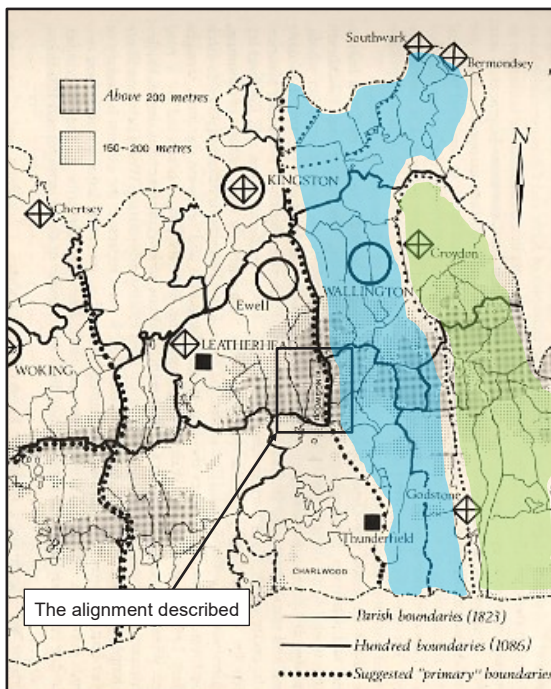 Southwark
Bermondsey
Above 200 metres
150-200 metres
N
KINGSTON
Chertsey
Croydon
Ewell
WALLINGTON
LEATHERHEA
WOKING
Godstone
Thunderfield
CHARLWOOD
The alignment described
Parish boundaries (1823)
Hundred boundaries (1086)
Suggested "primary" boundaries